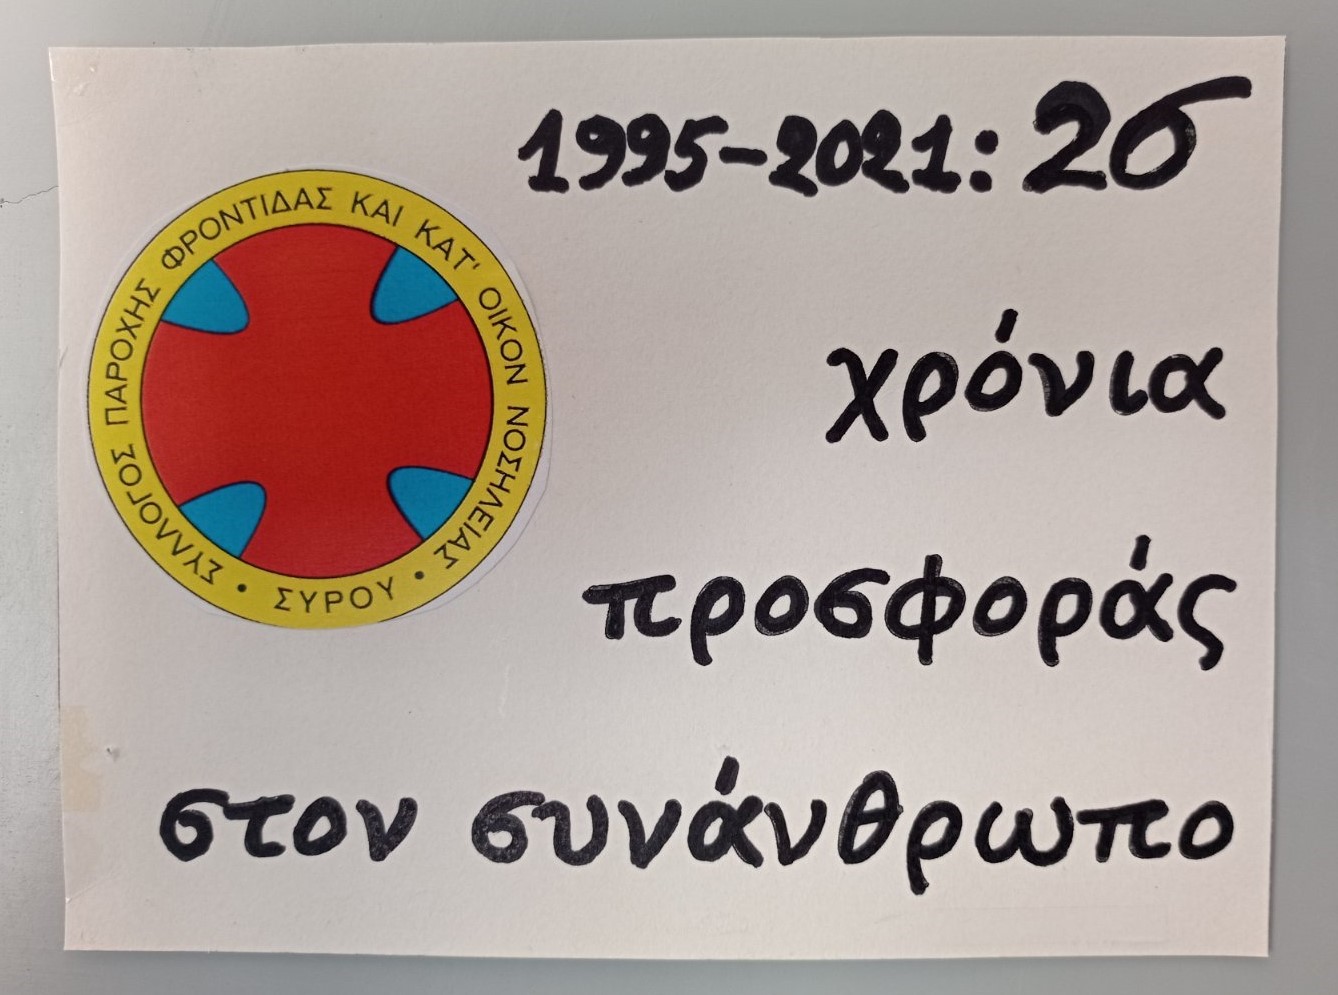 1995-2021: 26
χρόνια
προσφοράς
στον συνάνθρωπο
ΣΥΛΛΟΓΟΣ ΠΑΡΟΧΗΣ ΦΡΟΝΤΙΔΑΣ ΚΑΙ ΚΑΤ' ΟΙΚΟΝ ΝΟΣΗΛΕΙΑΣ
• ΣΥΡΟΥ •